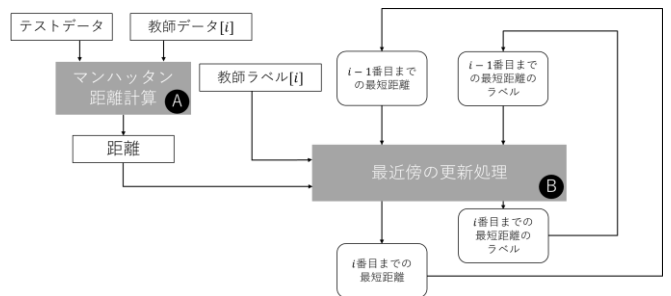 テストデータ
教師データ[i]
マンハッタン
距離計算
A
教師ラベル[i]
距離
i−1番目まで
の最短距離
i−1番目まで
の最短距離の
ラベル
最近傍の更新処理
B
i番目までの
最短距離の
ラベル
i番目までの
最短距離